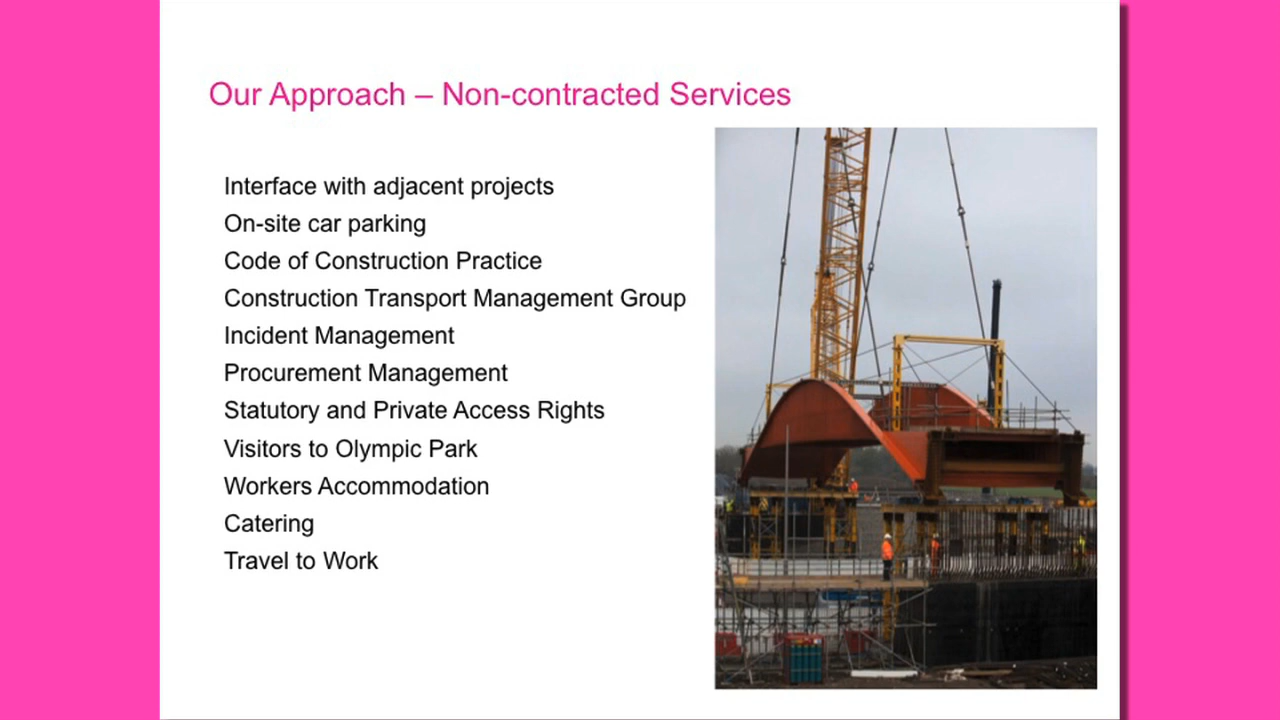 Our Approach – Non-contracted Services
Interface with adjacent projects
On-site car parking
Code of Construction Practice
Construction Transport Management Group
Incident Management
Procurement Management
Statutory and Private Access Rights
Visitors to Olympic Park
Workers Accommodation
Catering
Travel to Work